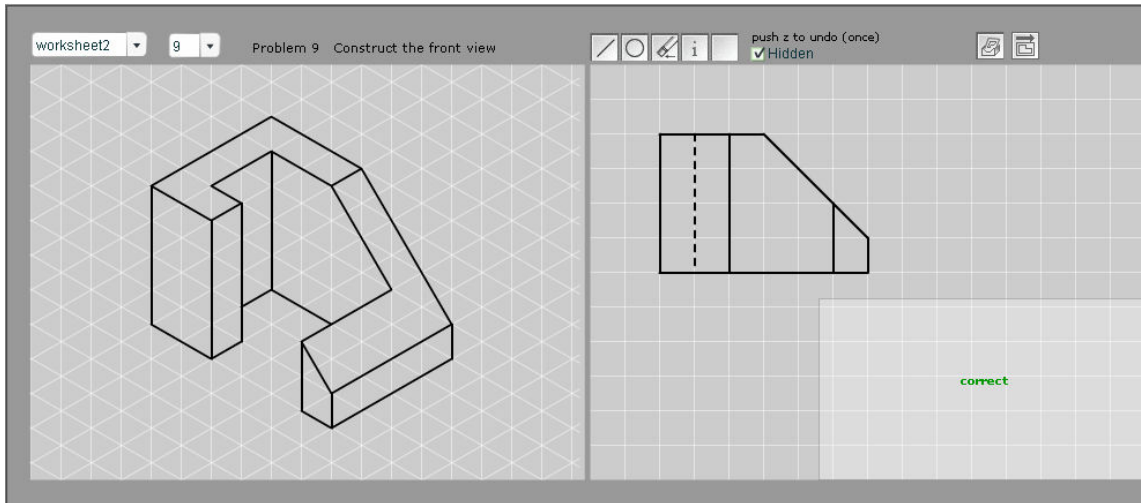 worksheet2
9
Problem 9 Construct the front view
i
push z to undo (once)
Hidden
correct